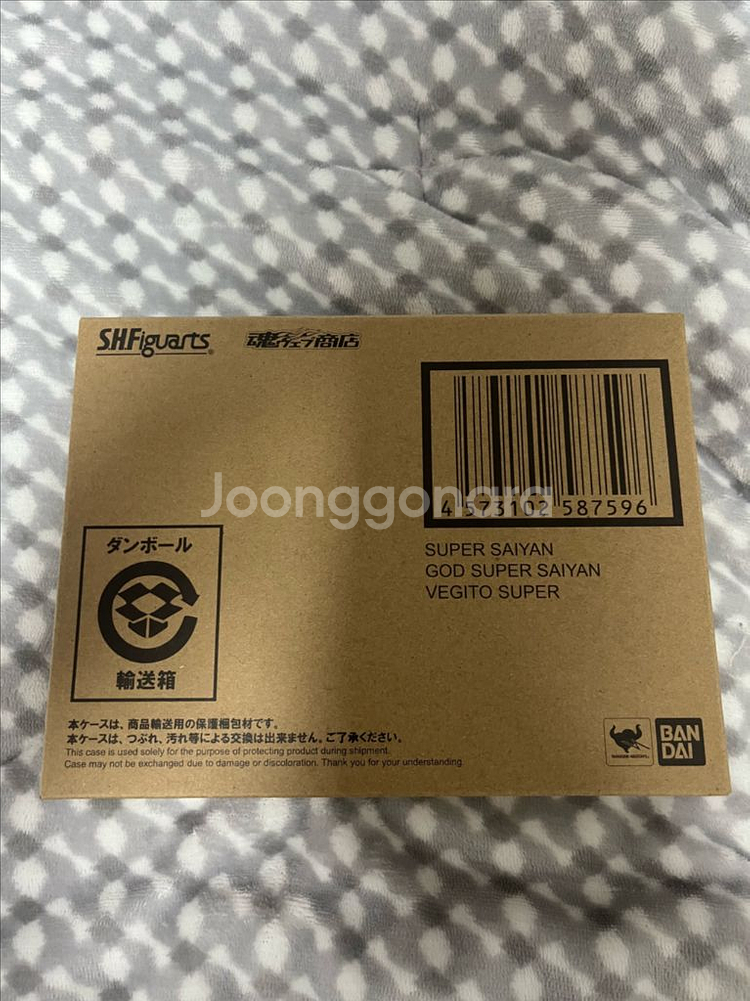 S.H.Figuarts
魂ウェブ商店
4 573102 587596
Joonggonara
SUPER SAIYAN
GOD SUPER SAIYAN
VEGITO SUPER
ダンボール
輸送箱
本ケースは、商品輸送用の保護梱包材です。
本ケースは、つぶれ、汚れ等による交換は出来ません。ご了承ください。
This case is used solely for the purpose of protecting product during shipment.
Case may not be exchanged due to damage or discoloration. Thank you for your understanding.
BAN
DAI